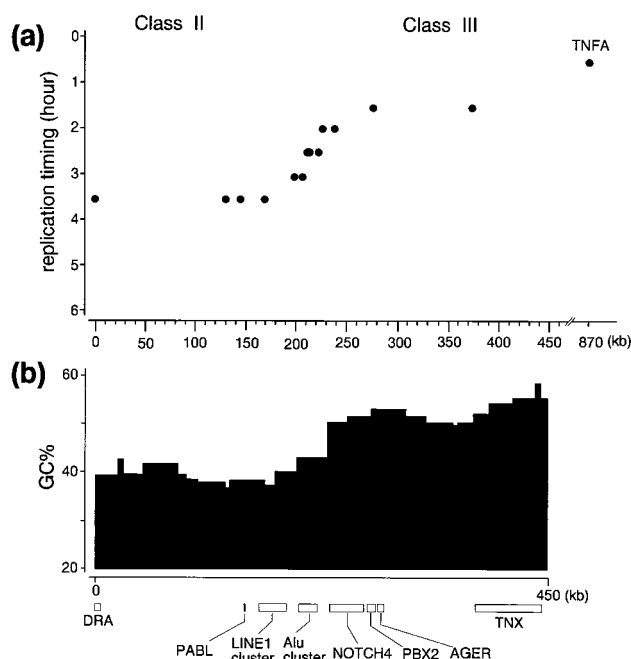 (a)
Class II
Class III
TNFA
replication timing (hour)
0
1
2
3
4
5
6
0 50 100 150 200 250 300 350 400 450 870 (kb)
(b)
GC%
60
40
20
0 450 (kb)
DRA
PABL
LINE1 cluster
Alu cluster
NOTCH4
PBX2
AGER
TNX